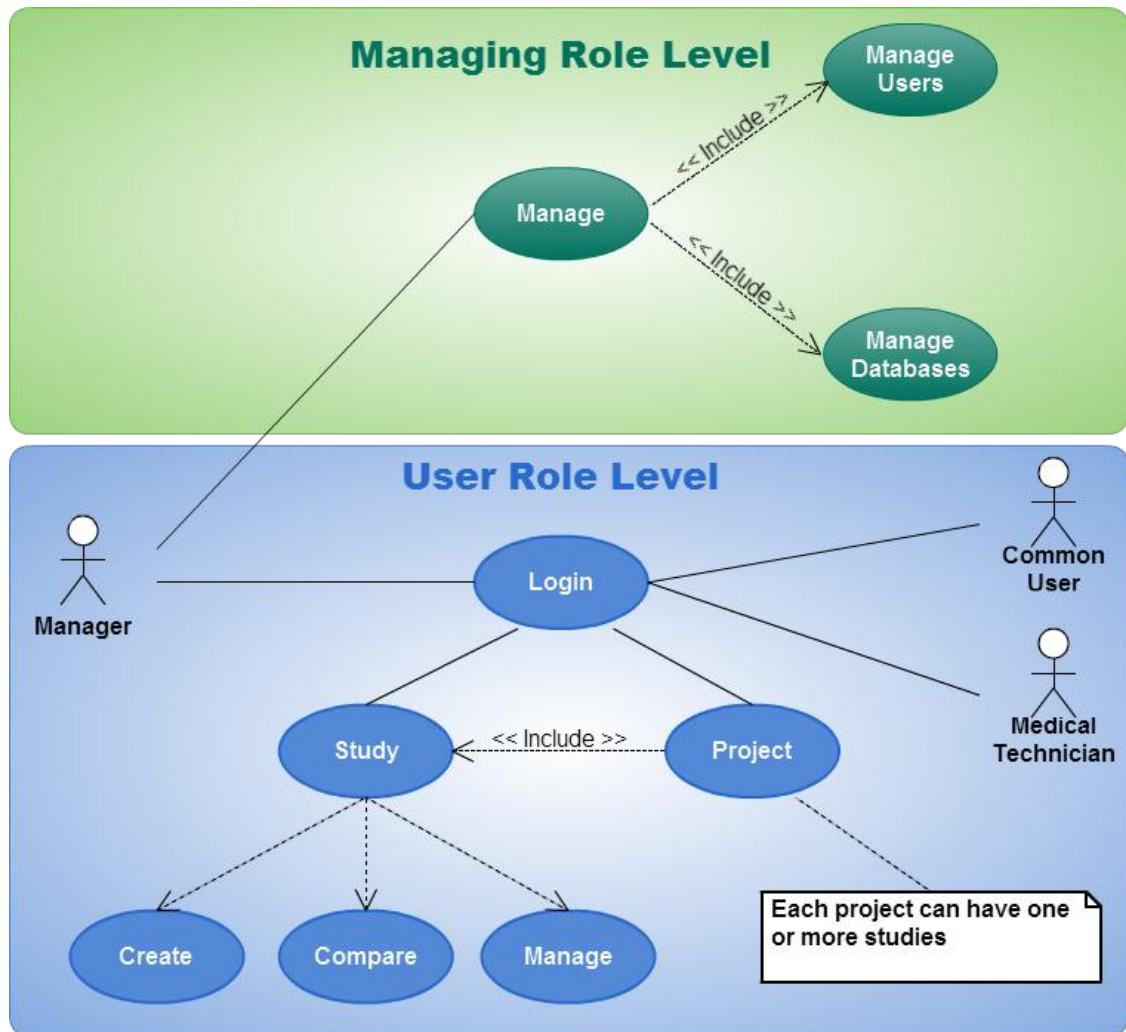 Managing Role Level
Manage
Users
<< Include >>
Manage
<< Include >>
Manage
Databases
User Role Level
Common
User
Login
Manager
Medical
Technician
Study
<< Include >>
Project
Each project can have one
or more studies
Create
Compare
Manage